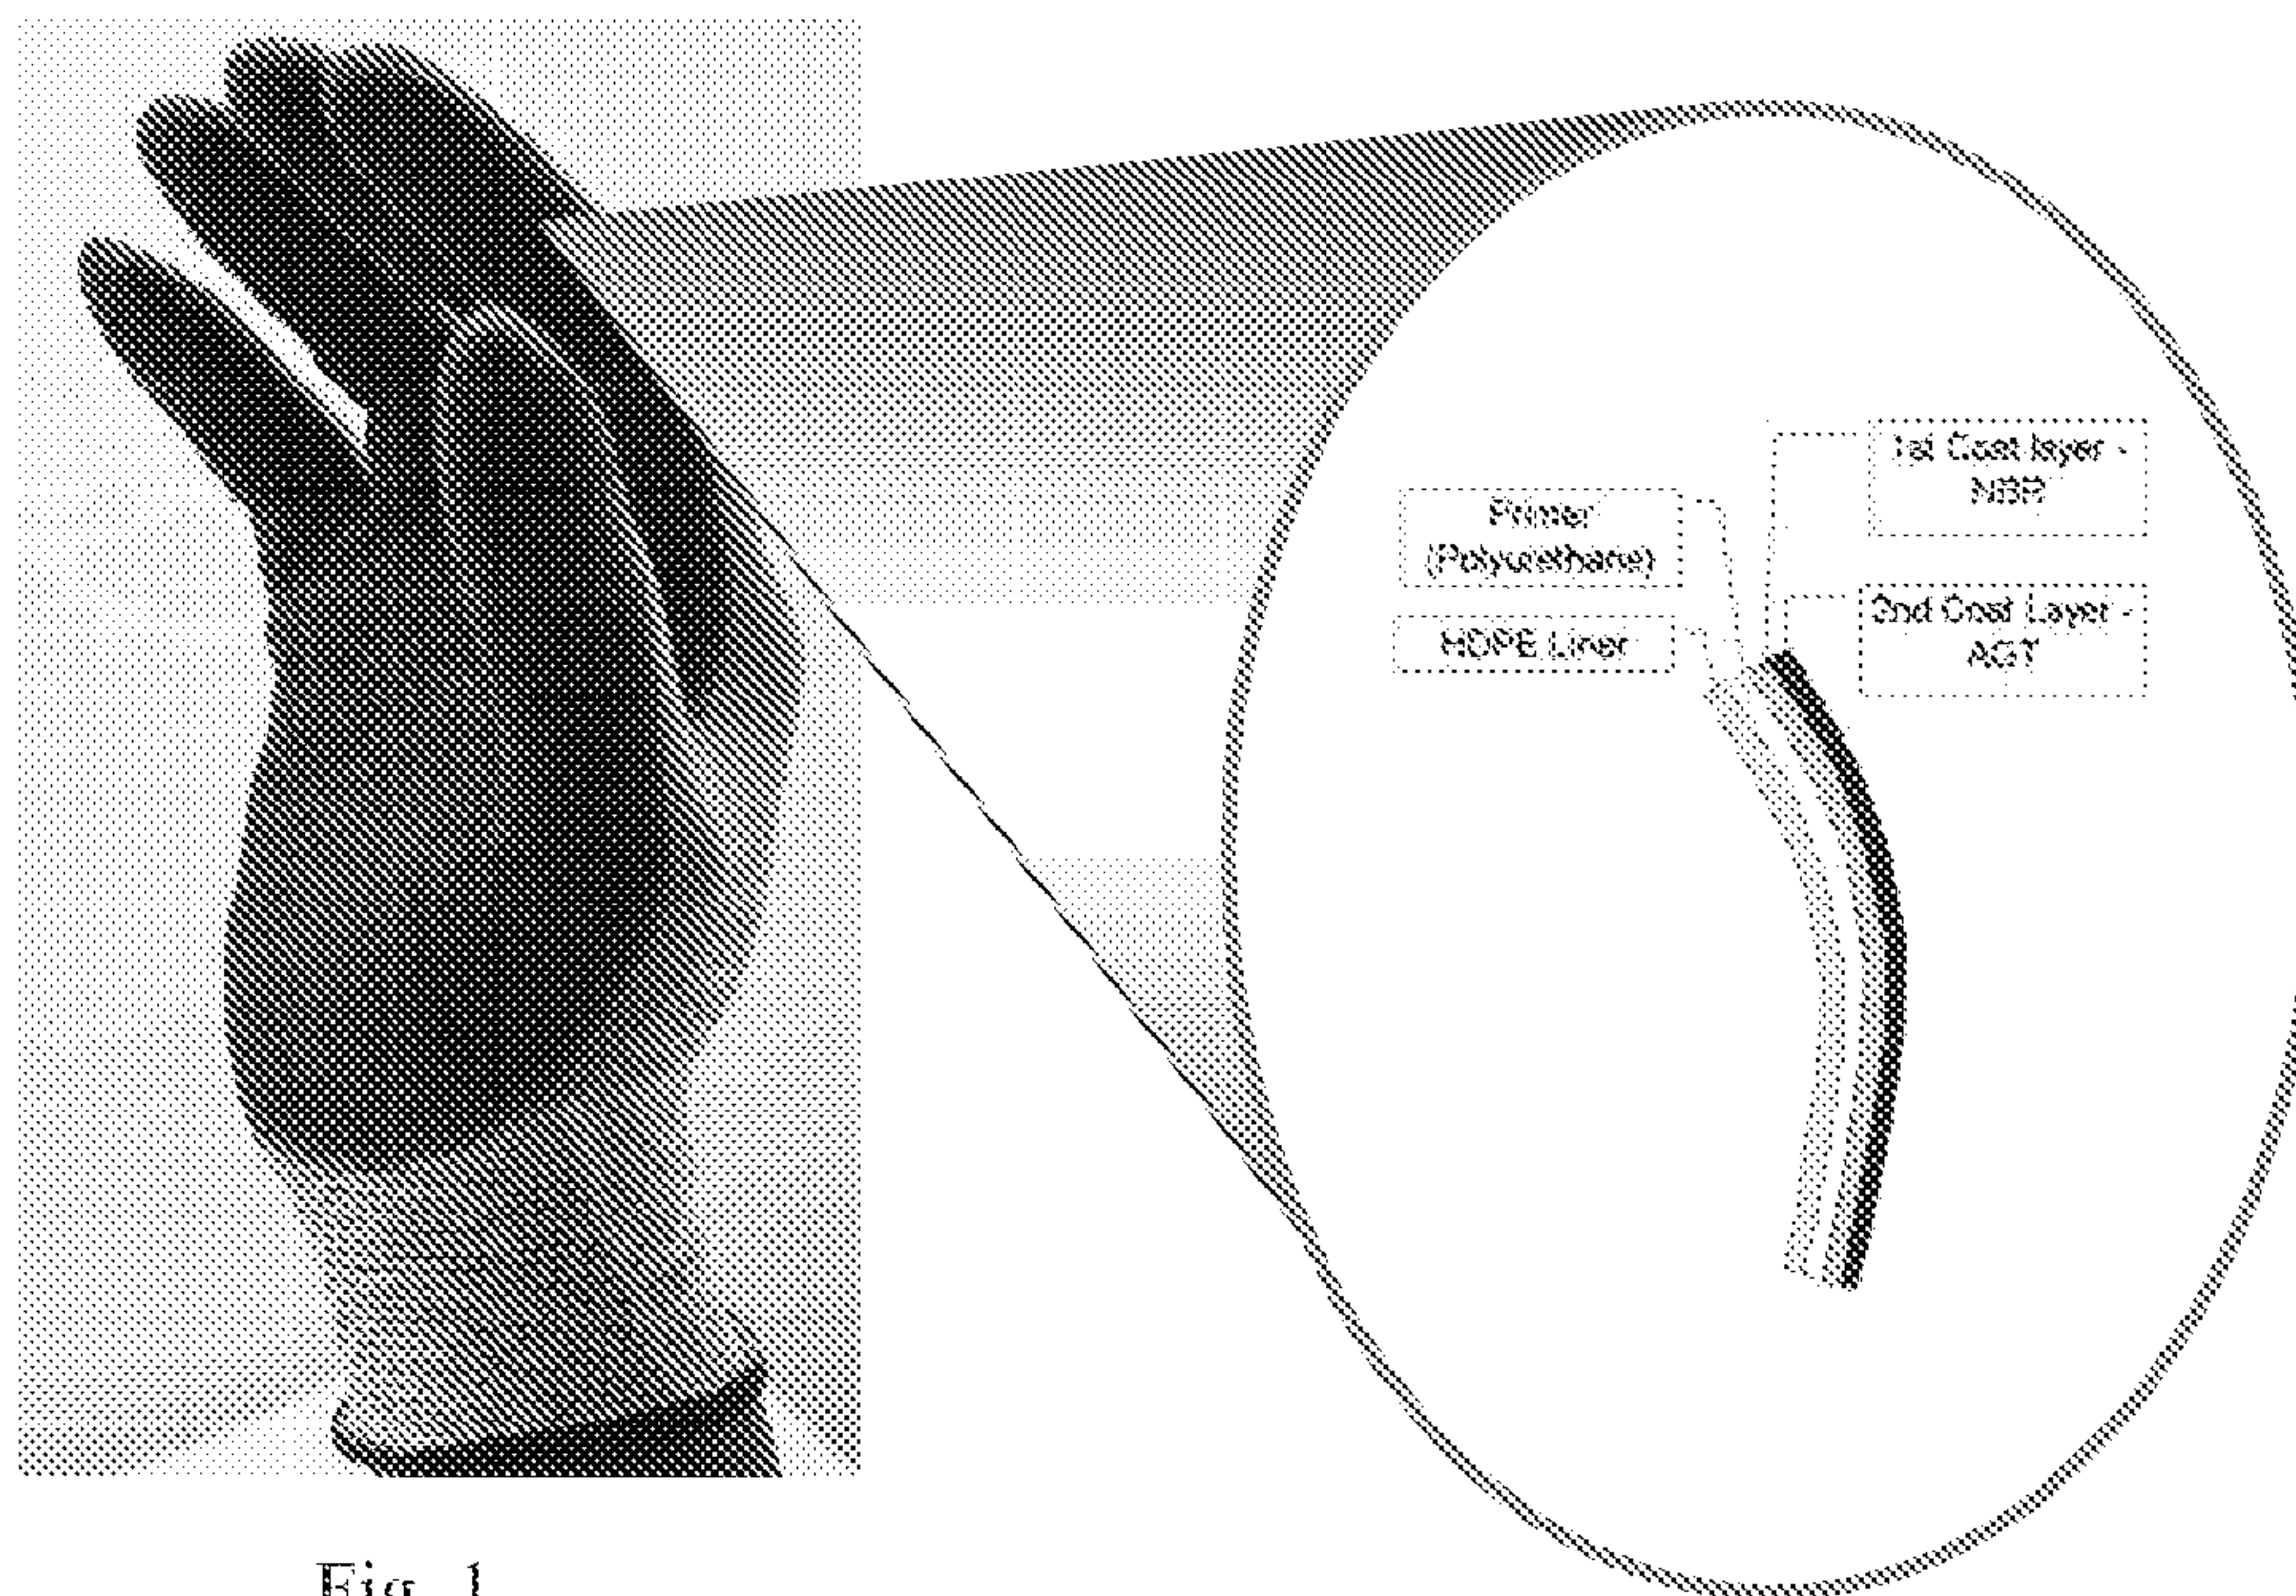 1st Coat layer -
NBR
Primer
(Polyurethane)
2nd Coat Layer -
AGT
HDPE Liner
Fig. 1